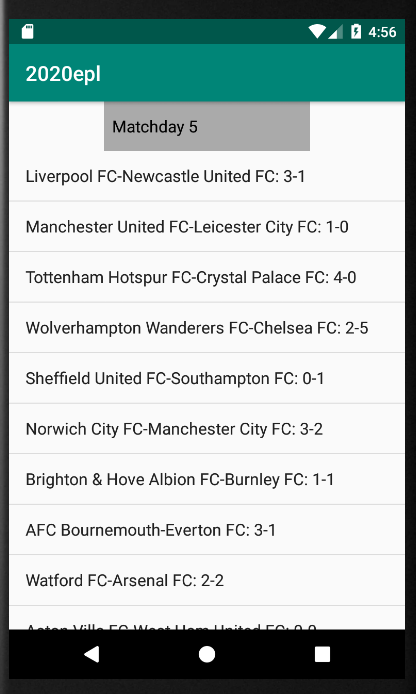 4:56
2020epl
Matchday 5
Liverpool FC-Newcastle United FC: 3-1
Manchester United FC-Leicester City FC: 1-0
Tottenham Hotspur FC-Crystal Palace FC: 4-0
Wolverhampton Wanderers FC-Chelsea FC: 2-5
Sheffield United FC-Southampton FC: 0-1
Norwich City FC-Manchester City FC: 3-2
Brighton & Hove Albion FC-Burnley FC: 1-1
AFC Bournemouth-Everton FC: 3-1
Watford FC-Arsenal FC: 2-2
Aston Villa FC-West Ham United FC: 0-0